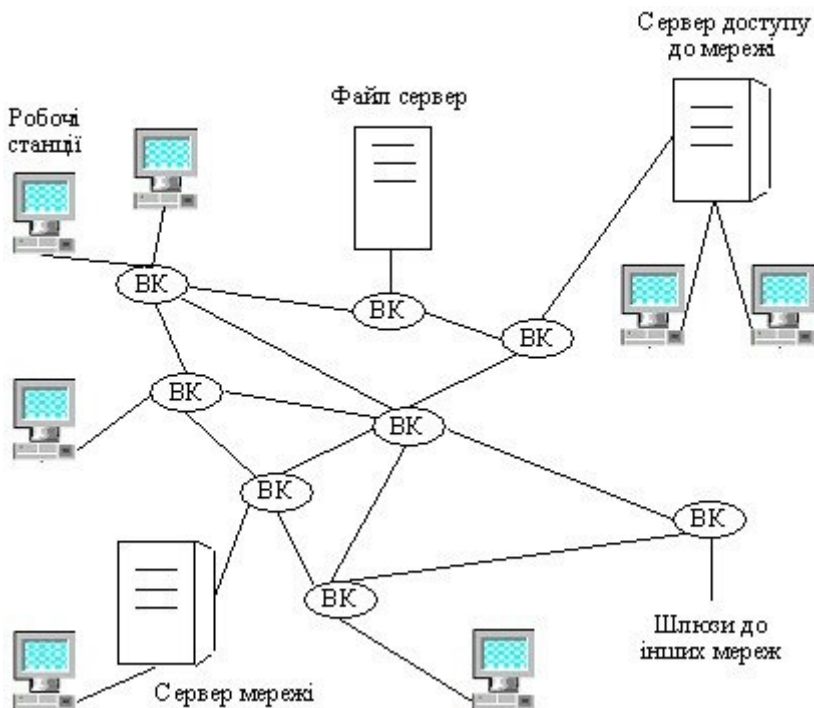 Сервер доступу
до мережі
Файл сервер
Робочі
станції
ВК
ВК
ВК
ВК
ВК
ВК
ВК
ВК
Шлюзи до
інших мереж
Сервер мережі